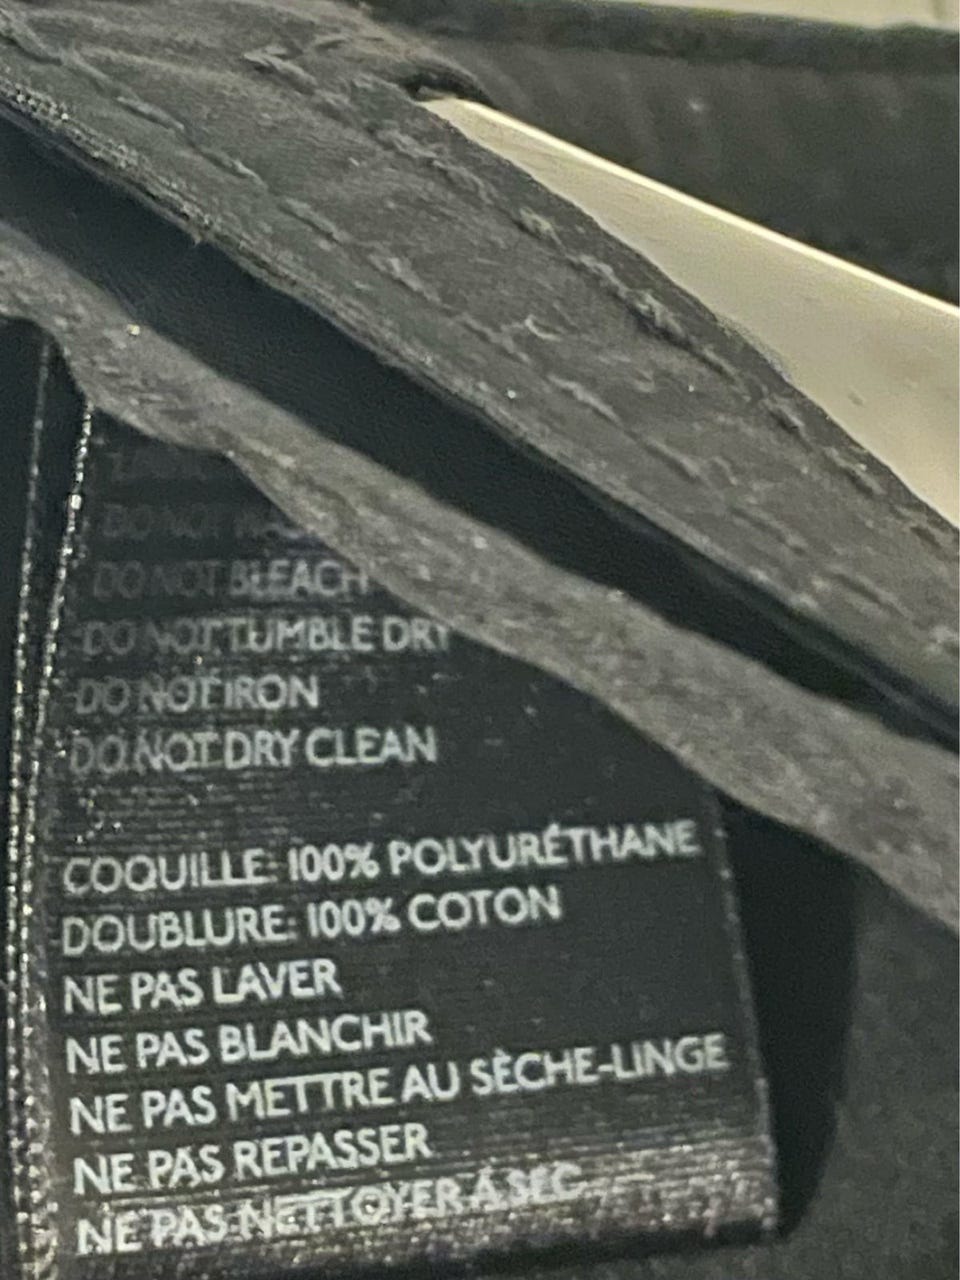 DO NOT
DO NOT BLEACH
DO NOT TUMBLE DRY
DO NOT IRON
DO NOT DRY CLEAN
COQUILLE: 100% POLYURÉTHANE
DOUBLURE: 100% COTON
NE PAS LAVER
NE PAS BLANCHIR
NE PAS METTRE AU SÈCHE-LINGE
NE PAS REPASSER
NE PAS NETTOYER À SEC